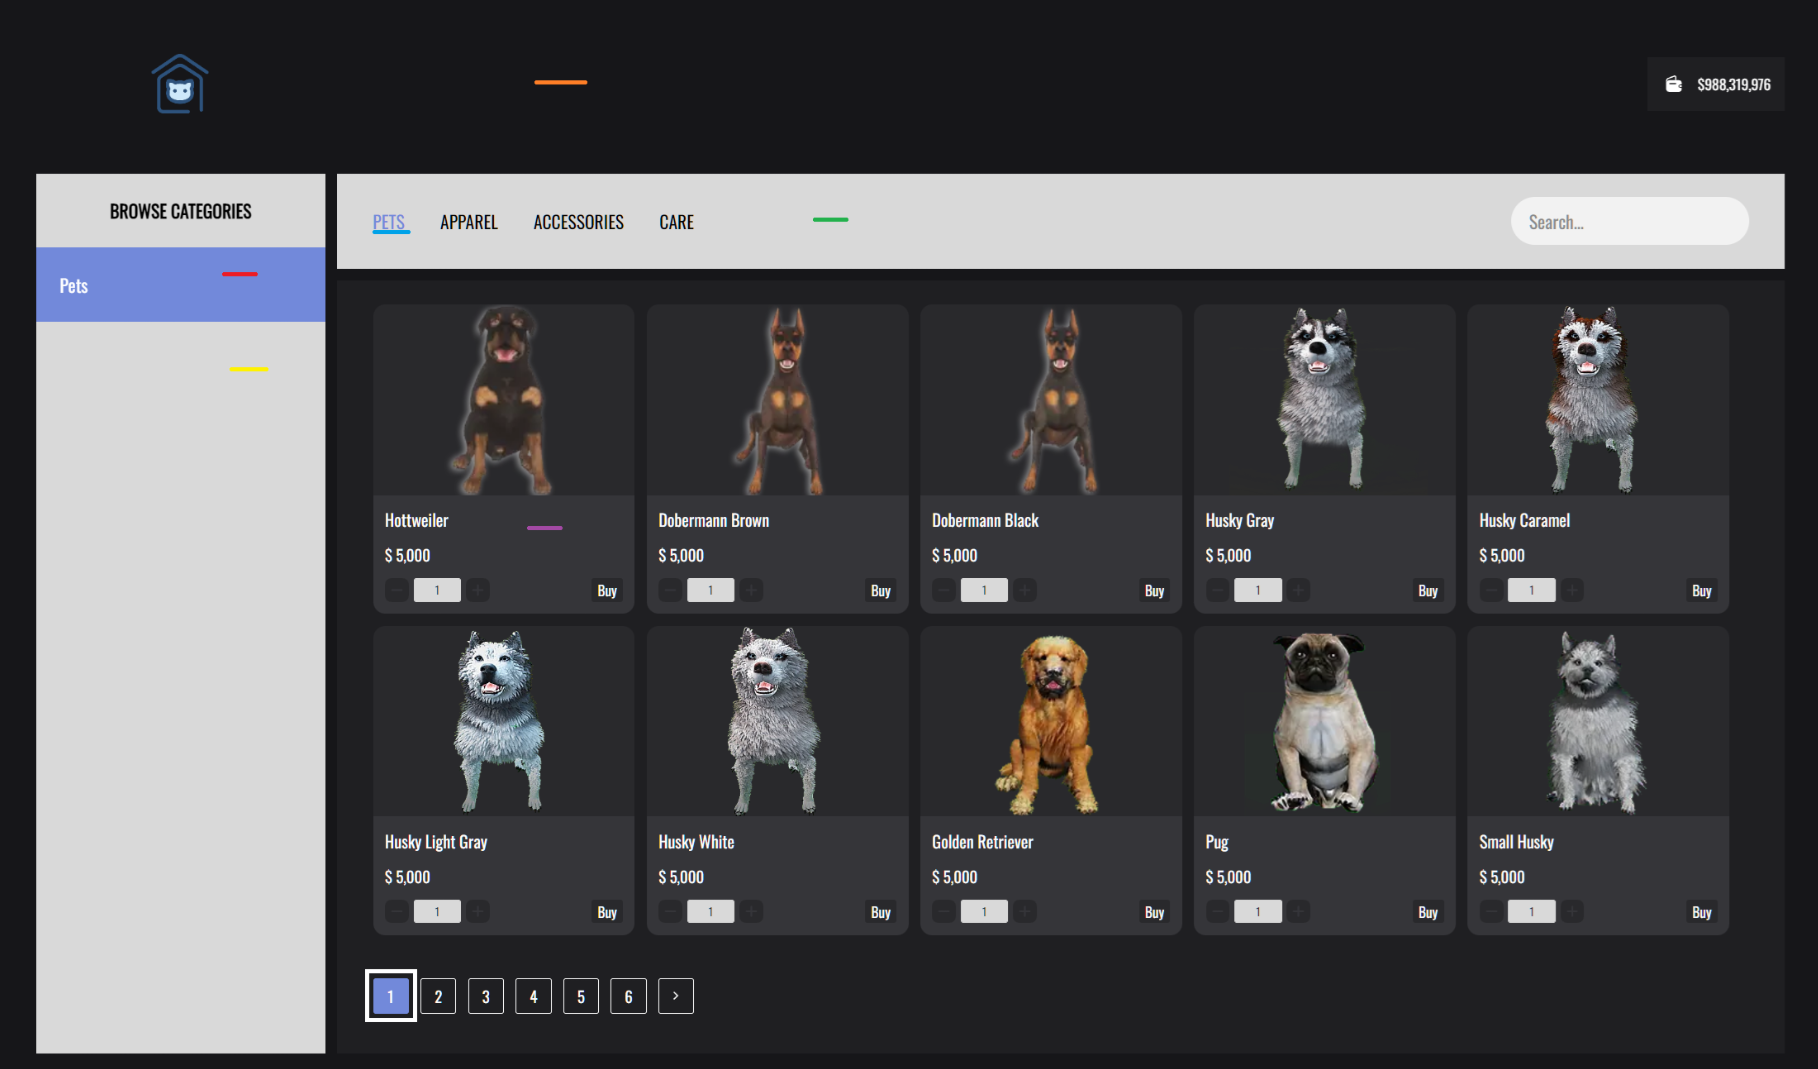 $988,319,976
BROWSE CATEGORIES
Pets
PETS APPAREL ACCESSORIES CARE
Search...
Hottweiler
$ 5,000
1 Buy
Dobermann Brown
$ 5,000
1 Buy
Dobermann Black
$ 5,000
1 Buy
Husky Gray
$ 5,000
1 Buy
Husky Caramel
$ 5,000
1 Buy
Husky Light Gray
$ 5,000
1 Buy
Husky White
$ 5,000
1 Buy
Golden Retriever
$ 5,000
1 Buy
Pug
$ 5,000
1 Buy
Small Husky
$ 5,000
1 Buy
1 2 3 4 5 6 >